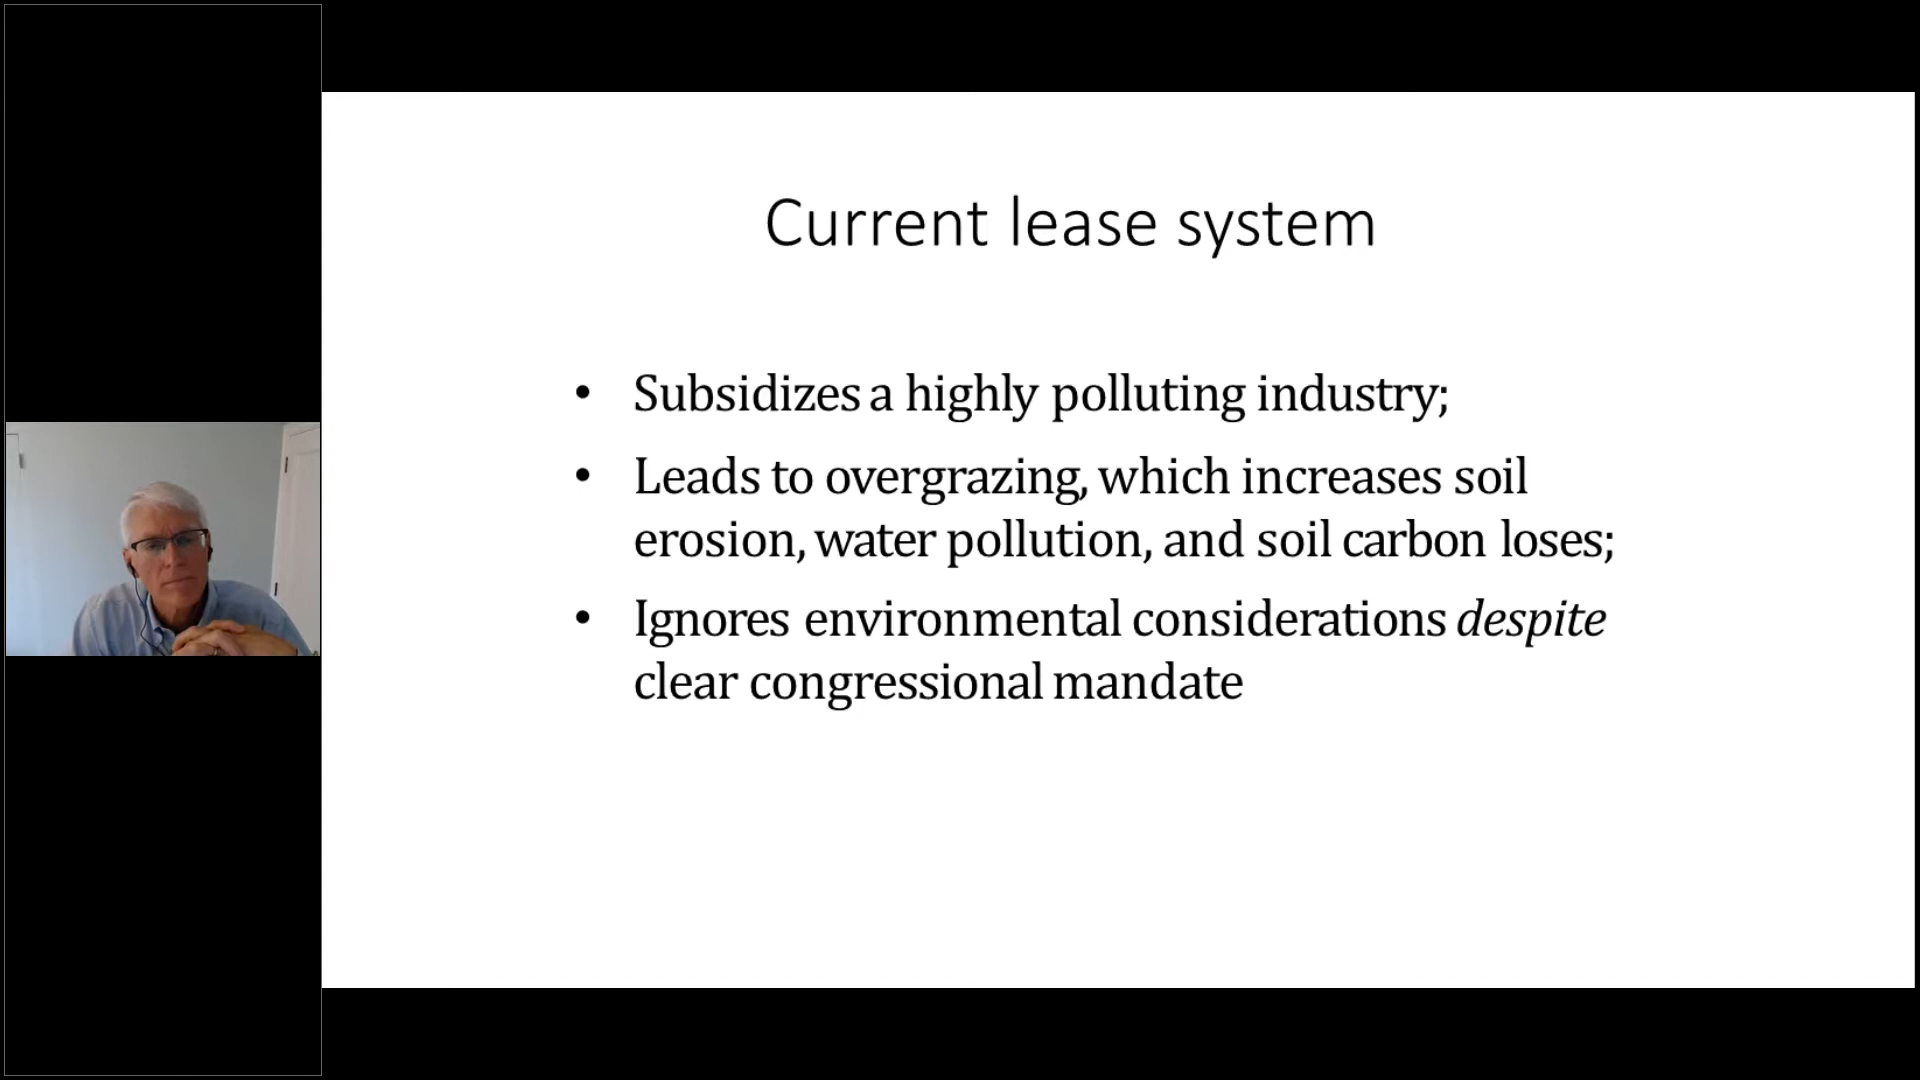 Current lease system
• Subsidizes a highly polluting industry;
• Leads to overgrazing, which increases soil
erosion, water pollution, and soil carbon loses;
• Ignores environmental considerations despite
clear congressional mandate